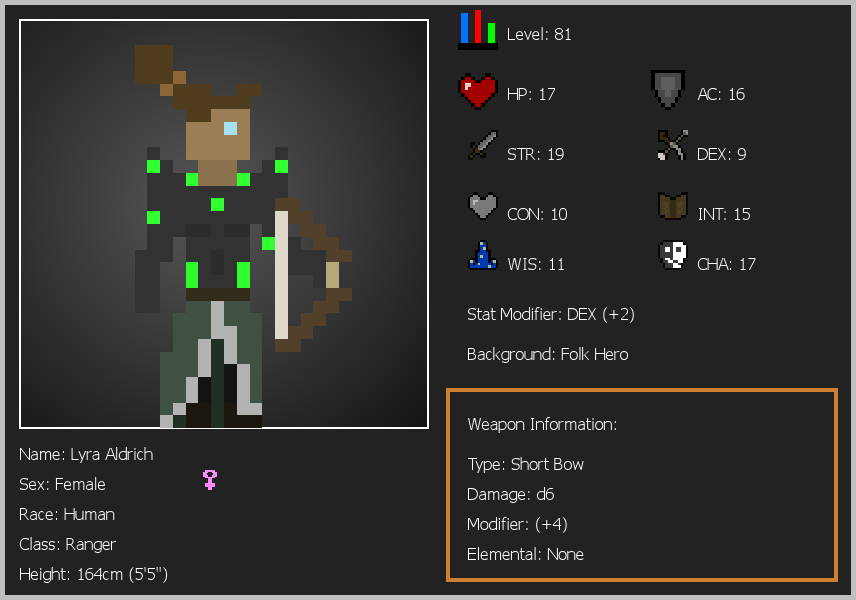 Level: 81
HP: 17
AC: 16
STR: 19
DEX: 9
CON: 10
INT: 15
WIS: 11
CHA: 17
Stat Modifier: DEX (+2)
Background: Folk Hero
Weapon Information:
Type: Short Bow
Damage: d6
Modifier: (+4)
Elemental: None
Name: Lyra Aldrich
Sex: Female
Race: Human
Class: Ranger
Height: 164cm (5'5")